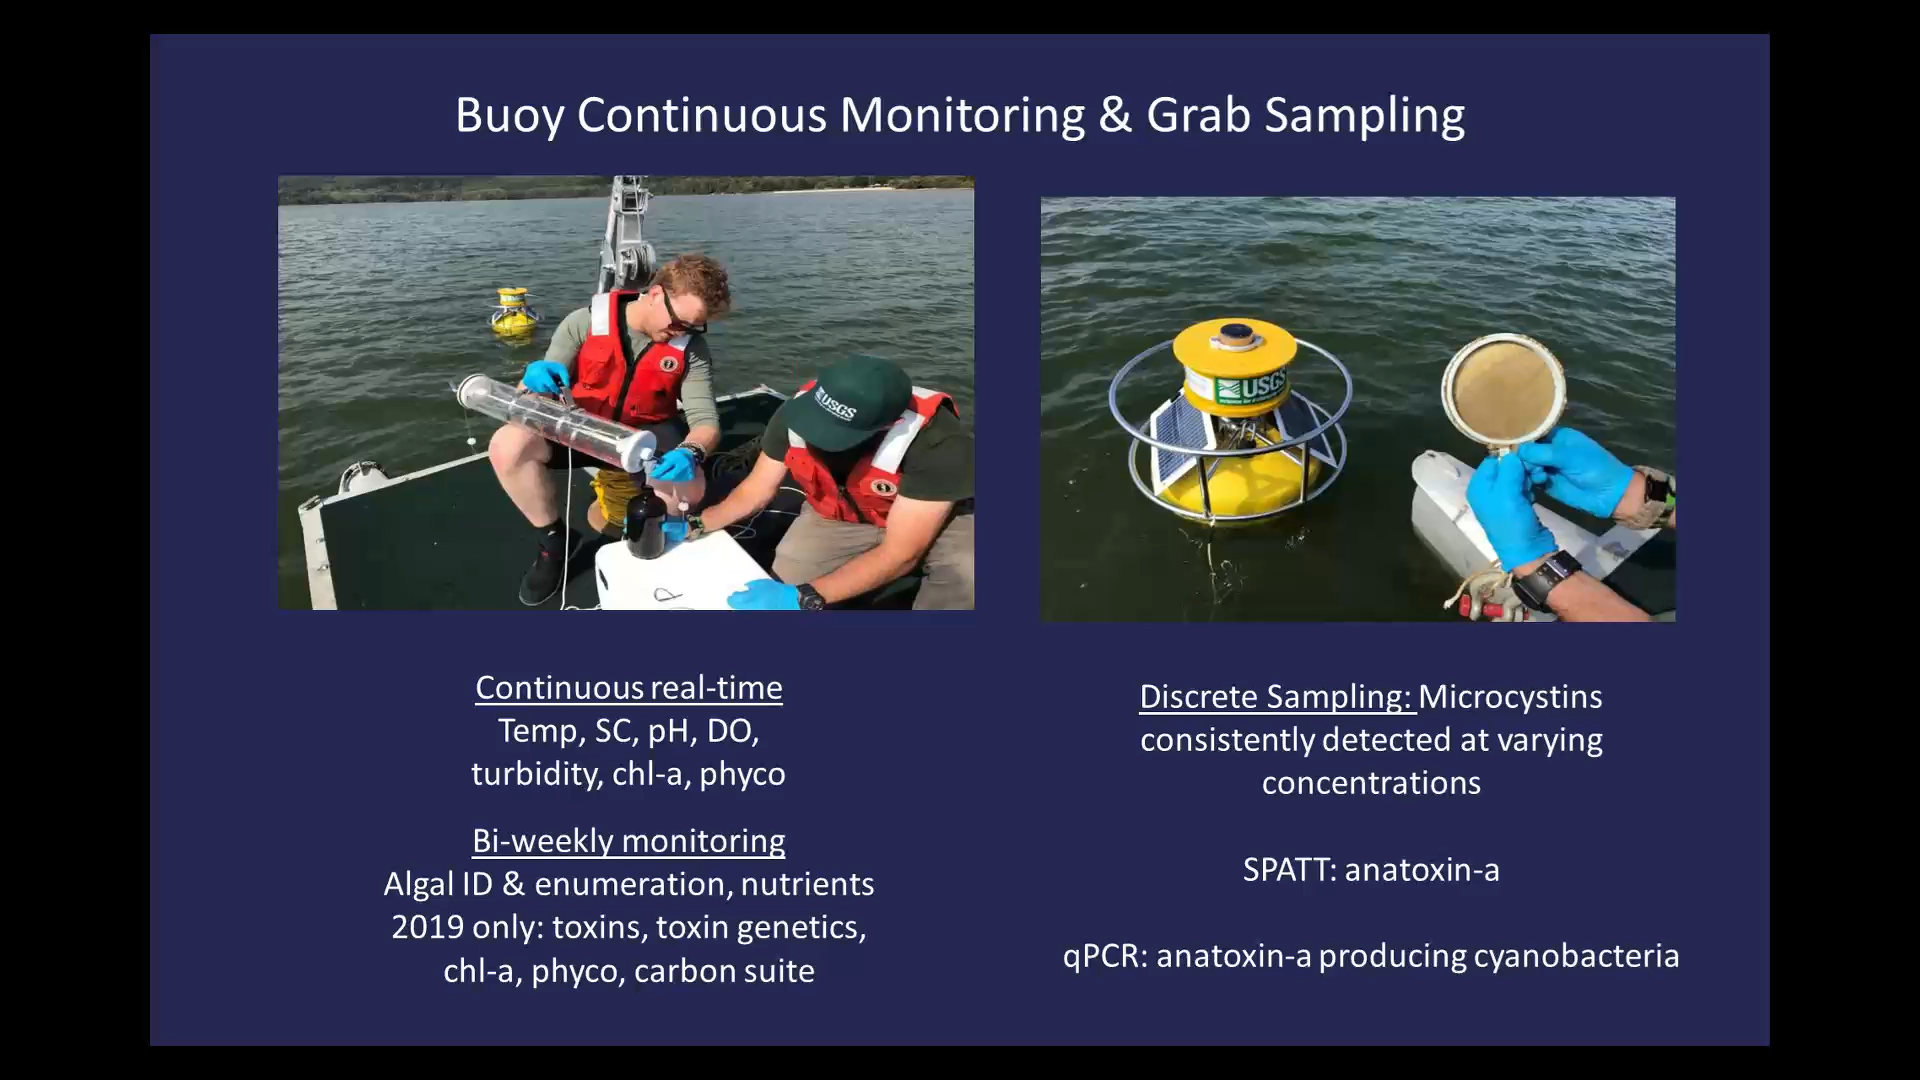 Buoy Continuous Monitoring & Grab Sampling
USGS
USGS
Continuous real-time
Temp, SC, pH, DO,
turbidity, chl-a, phyco
Bi-weekly monitoring
Algal ID & enumeration, nutrients
2019 only: toxins, toxin genetics,
chl-a, phyco, carbon suite
Discrete Sampling: Microcystins
consistently detected at varying
concentrations
SPATT: anatoxin-a
qPCR: anatoxin-a producing cyanobacteria